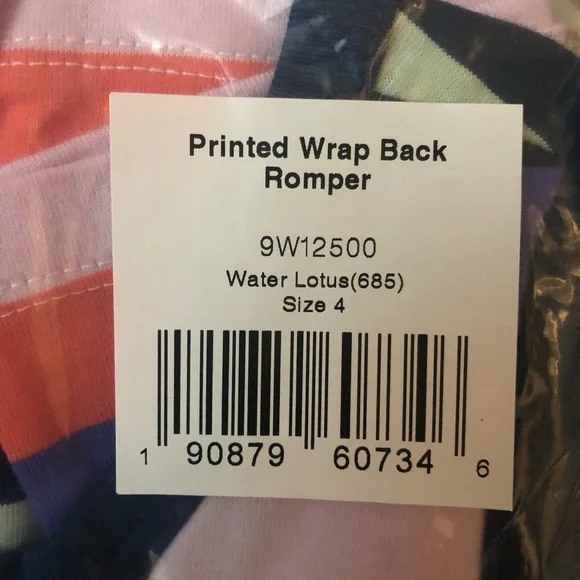 Printed Wrap Back
Romper
9W12500
Water Lotus(685)
Size 4
1 90879 60734 6